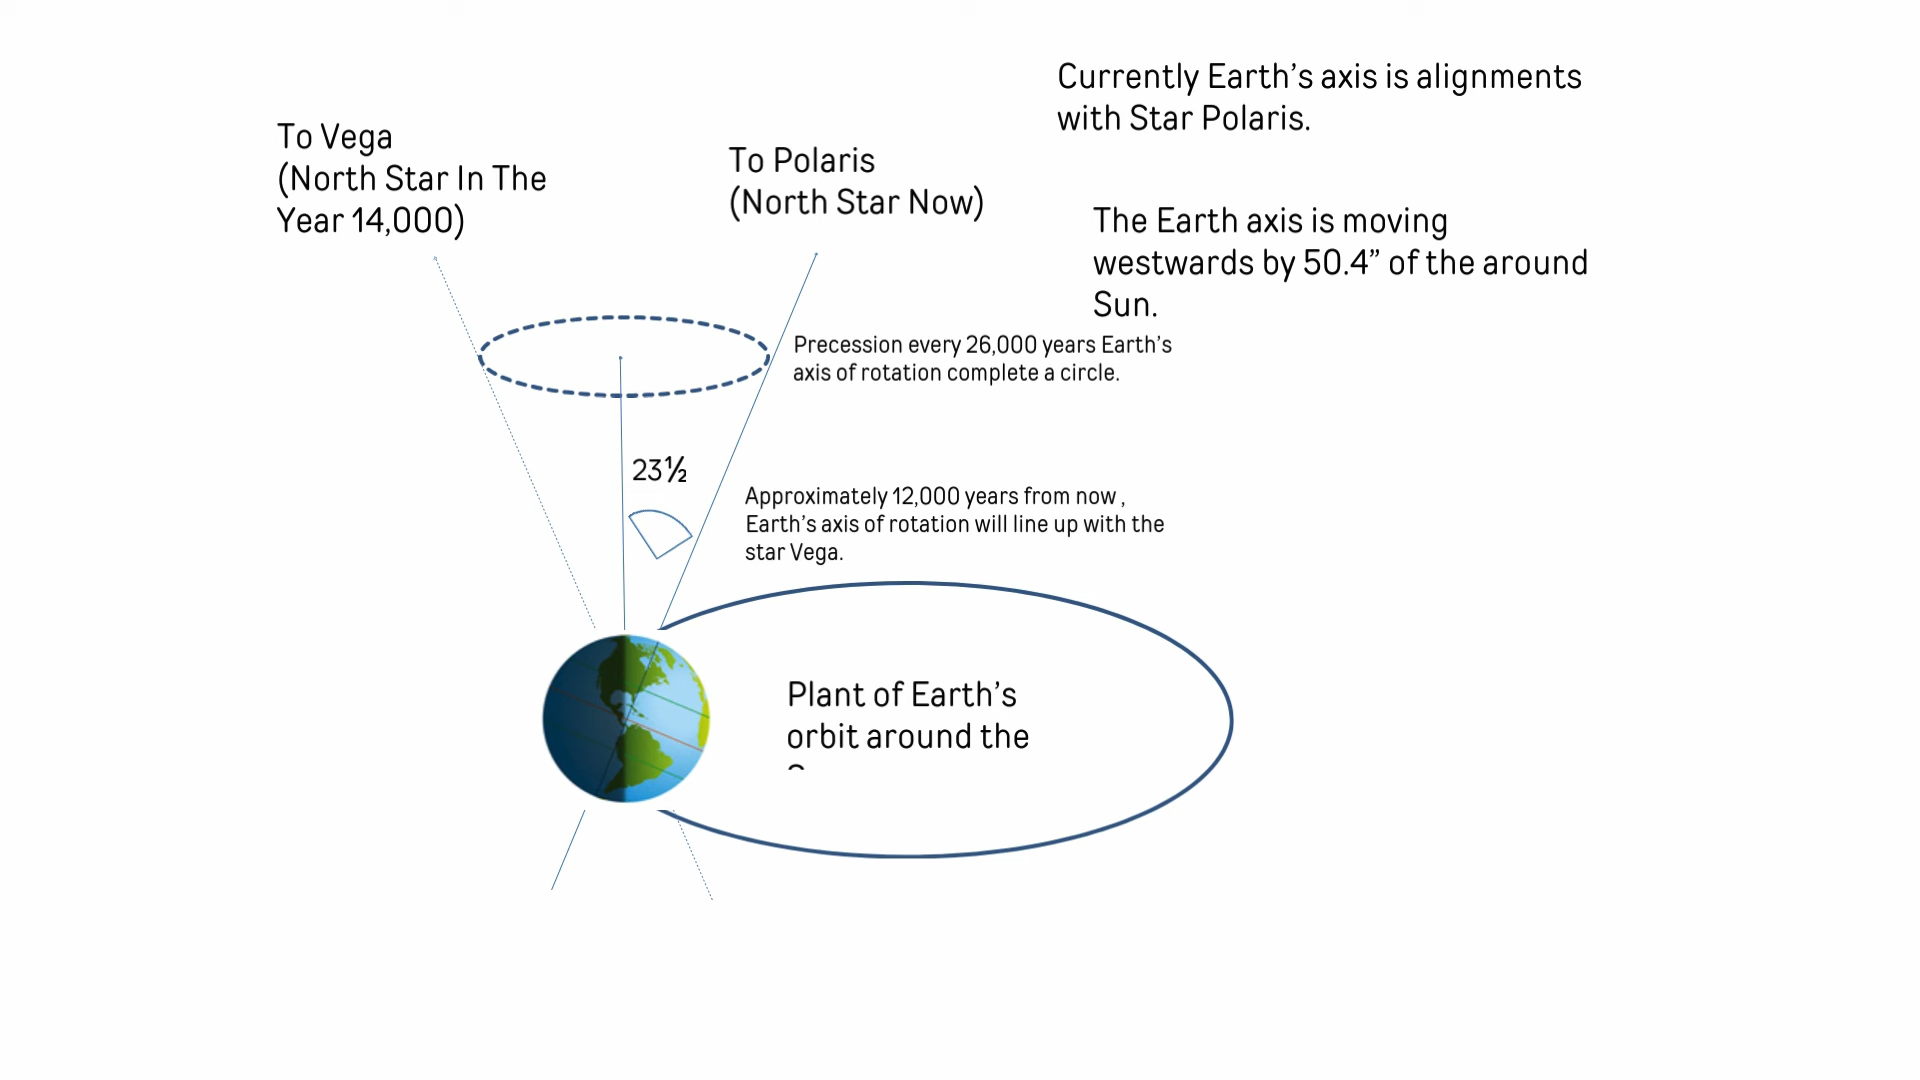 Currently Earth’s axis is alignments
with Star Polaris.
To Vega
(North Star In The
Year 14,000)
To Polaris
(North Star Now)
The Earth axis is moving
westwards by 50.4” of the around
Sun.
Precession every 26,000 years Earth’s
axis of rotation complete a circle.
23½
Approximately 12,000 years from now ,
Earth’s axis of rotation will line up with the
star Vega.
Plant of Earth’s
orbit around the